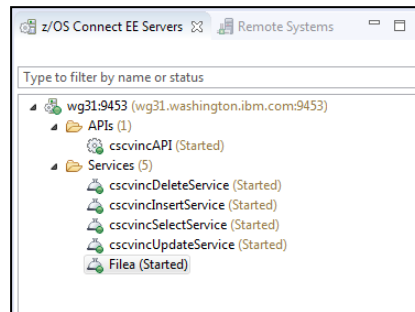 z/OS Connect EE Servers Remote Systems
Type to filter by name or status
wg31:9453 (wg31.washington.ibm.com:9453)
APIs (1)
cscvincAPI (Started)
Services (5)
cscvincDeleteService (Started)
cscvincInsertService (Started)
cscvincSelectService (Started)
cscvincUpdateService (Started)
Filea (Started)